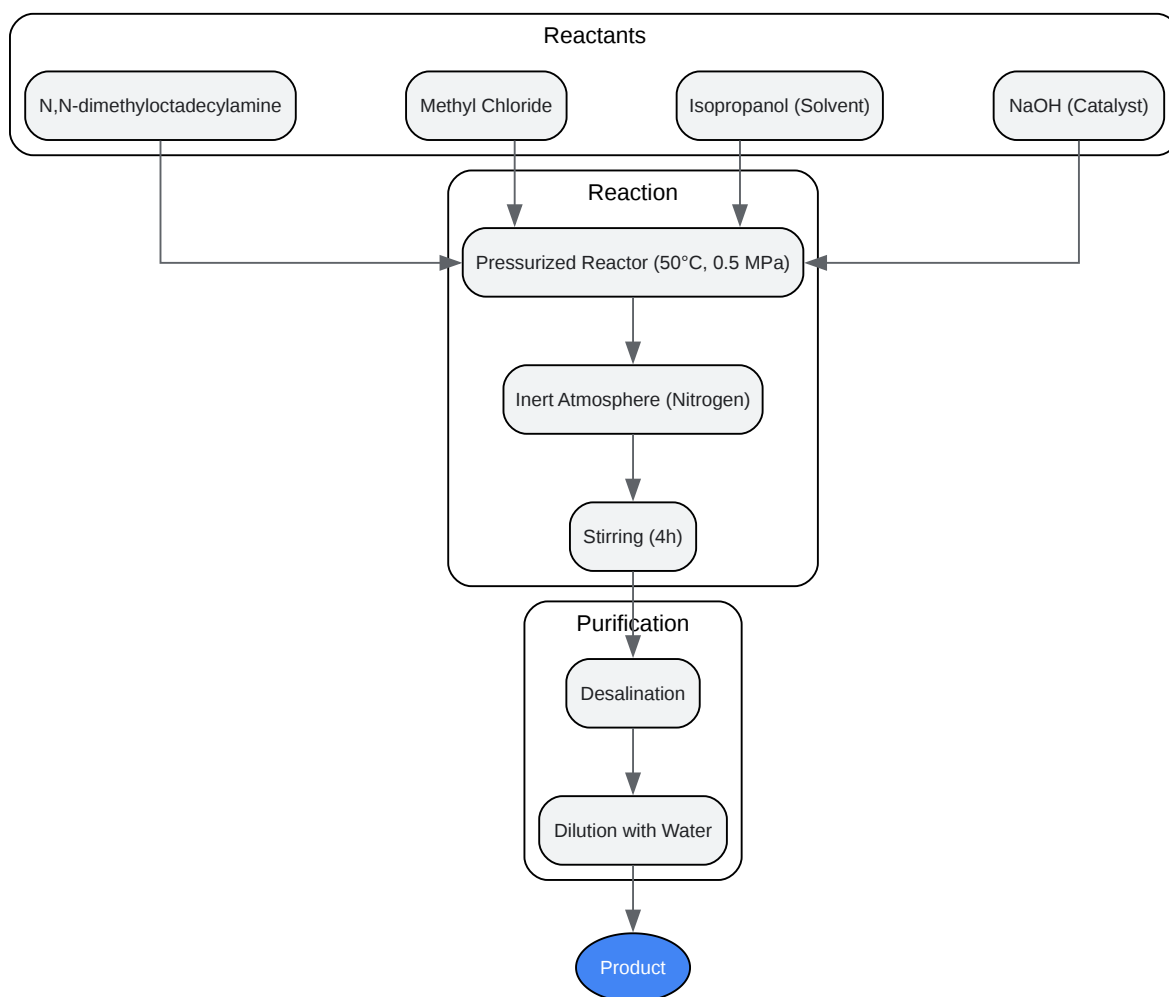 Reactants
N,N-dimethyloctadecylamine
Methyl Chloride
Isopropanol (Solvent)
NaOH (Catalyst)
Reaction
Pressurized Reactor (50°C, 0.5 MPa)
Inert Atmosphere (Nitrogen)
Stirring (4h)
Purification
Desalination
Dilution with Water
Product